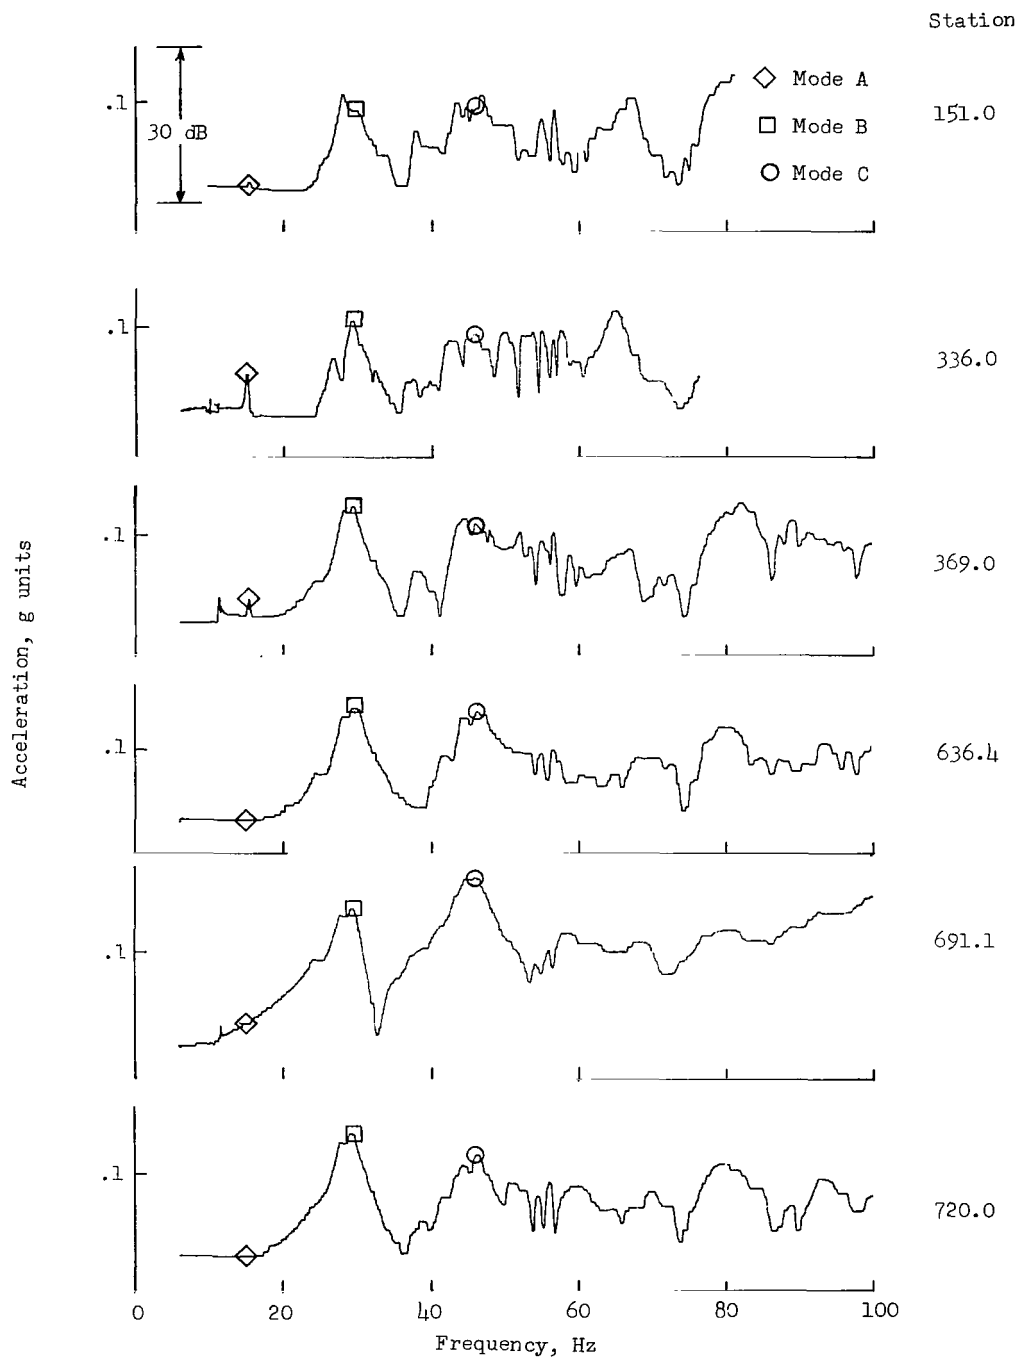 Station
.1
30 dB
Mode A
Mode B
Mode C
151.0
.1
336.0
.1
369.0
Acceleration, g units
.1
636.4
.1
691.1
.1
720.0
0 20 40 60 80 100
Frequency, Hz